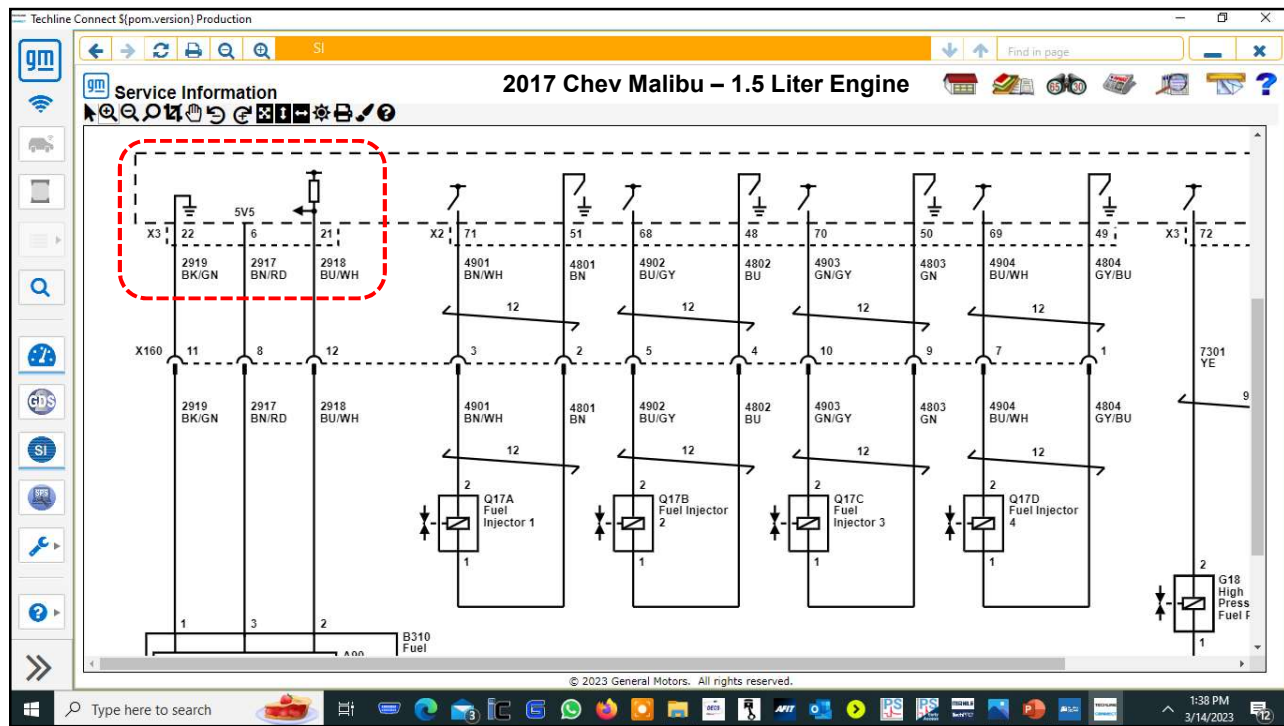 Techline Connect ${pom.version} Production
gm
SI
Find in page
gm Service Information
2017 Chev Malibu – 1.5 Liter Engine
65/30
5V5
X3 22 6 21 X2 71 51 68 48 70 50 69 49 X3 72
2919 BK/GN
2917 BN/RD
2918 BU/WH
4901 BN/WH
4801 BN
4902 BU/GY
4802 BU
4903 GN/GY
4803 GN
4904 BU/WH
4804 GY/BU
12 12 12 12
X160 11 8 12 3 2 5 4 10 9 7 1
7301 YE
9
2919 BK/GN
2917 BN/RD
2918 BU/WH
4901 BN/WH
4801 BN
4902 BU/GY
4802 BU
4903 GN/GY
4803 GN
4904 BU/WH
4804 GY/BU
12 12 12 12
2 2 2 2
Q17A
Fuel
Injector 1
Q17B
Fuel Injector
2
Q17C
Fuel
Injector 3
Q17D
Fuel Injector
4
1 1 1 1
2
G18
High
Press
Fuel P
1
1 3 2
B310
Fuel
A90
GDS
SI
SPS
© 2023 General Motors. All rights reserved.
Type here to search
1:38 PM
3/14/2023